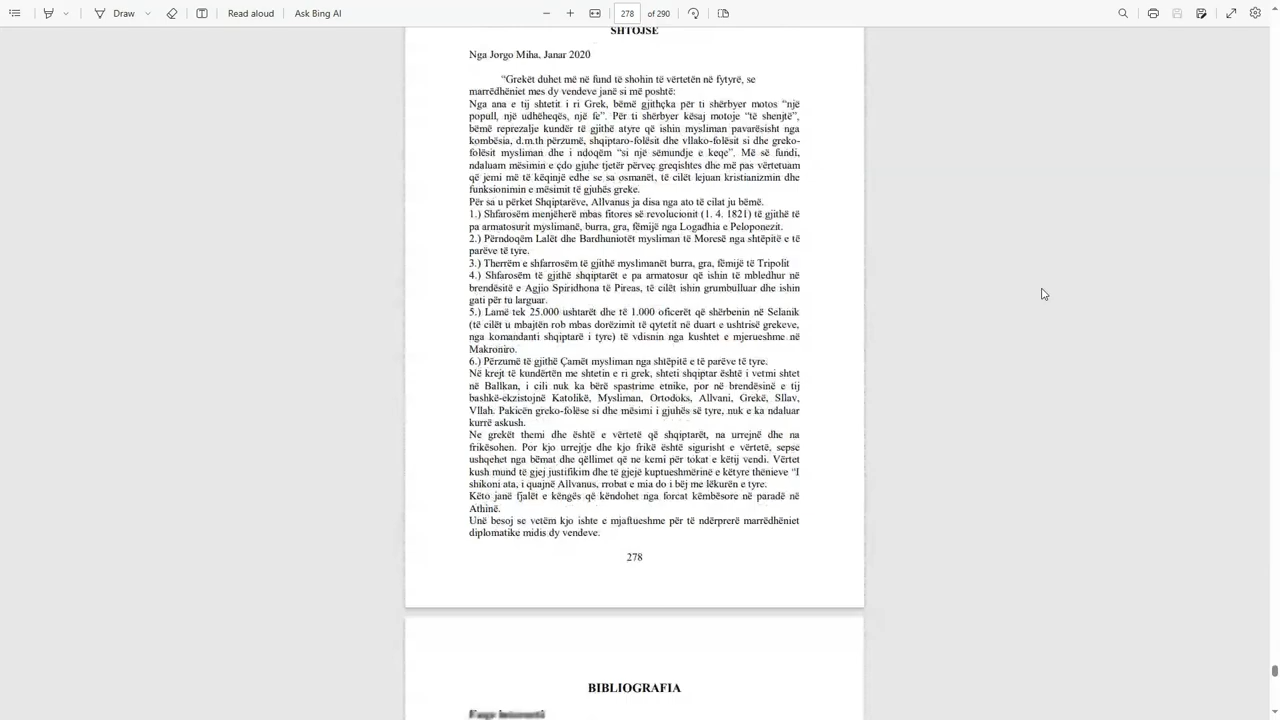 Draw
Read aloud
Ask Bing AI
278
of 290
SHTOJSE
Nga Jorgo Miha, Janar 2020
“Grekët duhet më në fund të shohin të vërtetën në fytyrë, se
marrëdhëniet mes dy vendeve janë si më poshtë:
Nga ana e tij shtetit i ri Grek, bëmë gjithçka për ti shërbyer motos “një
popull, një udhëheqës, një fe”. Për ti shërbyer kësaj motoje “të shenjtë”,
bëmë reprezalje kundër të gjithë atyre që ishin mysliman pavarësisht nga
kombësia, d.m.th përzumë, shqiptaro-folësit dhe vllako-folësit si dhe greko-
folësit mysliman dhe i ndoqëm “si një sëmundje e keqe”. Më së fundi,
ndaluam mësimin e çdo gjuhe tjetër përveç greqishtes dhe më pas vërtetuam
që jemi më të këqinjë edhe se sa osmanët, të cilët lejuan kristianizmin dhe
funksionimin e mësimit të gjuhës greke.
Për sa u përket Shqiptarëve, Allvanus ja disa nga ato të cilat ju bëmë.
1.) Shfarosëm menjëherë mbas fitores së revolucionit (1. 4. 1821) të gjithë të
pa armatosurit myslimanë, burra, gra, fëmijë nga Logadhia e Peloponezit.
2.) Përndoqëm Lalët dhe Bardhuniotët mysliman të Moresë nga shtëpitë e të
parëve të tyre.
3.) Therrëm e shfarrosëm të gjithë myslimanët burra, gra, fëmijë të Tripolit
4.) Shfarosëm të gjithë shqiptarët e pa armatosur që ishin të mbledhur në
brendësitë e Agjio Spiridhona të Pireas, të cilët ishin grumbulluar dhe ishin
gati për tu larguar.
5.) Lamë tek 25.000 ushtarët dhe të 1.000 oficerët që shërbenin në Selanik
(të cilët u mbajtën rob mbas dorëzimit të qytetit në duart e ushtrisë grekeve,
nga komandanti shqiptarë i tyre) të vdisnin nga kushtet e mjerueshme në
Makroniro.
6.) Përzumë të gjithë Çamët mysliman nga shtëpitë e të parëve të tyre.
Në krejt të kundërtën me shtetin e ri grek, shteti shqiptar është i vetmi shtet
në Ballkan, i cili nuk ka bërë spastrime etnike, por në brendësinë e tij
bashkë-ekzistojnë Katolikë, Mysliman, Ortodoks, Allvani, Grekë, Sllav,
Vllah. Pakicën greko-folëse si dhe mësimi i gjuhës së tyre, nuk e ka ndaluar
kurrë askush.
Ne grekët themi dhe është e vërtetë që shqiptarët, na urrejnë dhe na
frikësohen. Por kjo urrejtje dhe kjo frikë është sigurisht e vërtetë, sepse
ushqehet nga bëmat dhe qëllimet që ne kemi për tokat e këtij vendi. Vërtet
kush mund të gjej justifikim dhe të gjejë kuptueshmërinë e këtyre thënieve “I
shikoni ata, i quajnë Allvanus, rrobat e mia do i bëj me lëkurën e tyre.
Këto janë fjalët e këngës që këndohet nga forcat këmbësore në paradë në
Athinë.
Unë besoj se vetëm kjo ishte e mjaftueshme për të ndërprerë marrëdhëniet
diplomatike midis dy vendeve.
278
BIBLIOGRAFIA